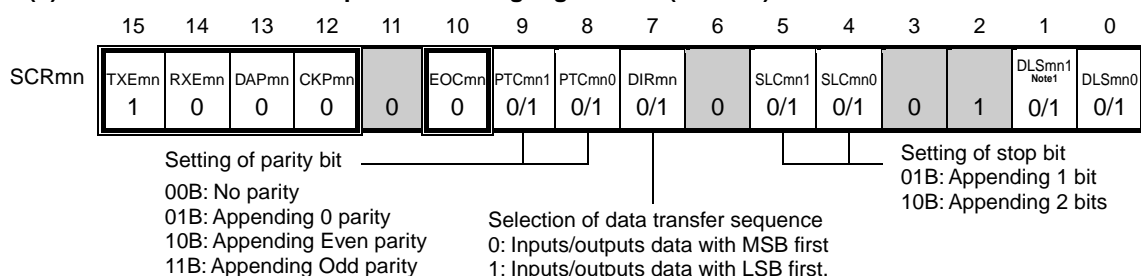 15 14 13 12 11 10 9 8 7 6 5 4 3 2 1 0
SCRmn
TXEmn RXEmn DAPmn CKPmn EOCmn PTCmn1 PTCmn0 DIRmn SLCmn1 SLCmn0 DLSmn1 Note1 DLSmn0
1 0 0 0 0 0 0/1 0/1 0/1 0 0/1 0/1 0 1 0/1 0/1
Setting of parity bit
00B: No parity
01B: Appending 0 parity
10B: Appending Even parity
11B: Appending Odd parity
Selection of data transfer sequence
0: Inputs/outputs data with MSB first
1: Inputs/outputs data with LSB first.
Setting of stop bit
01B: Appending 1 bit
10B: Appending 2 bits